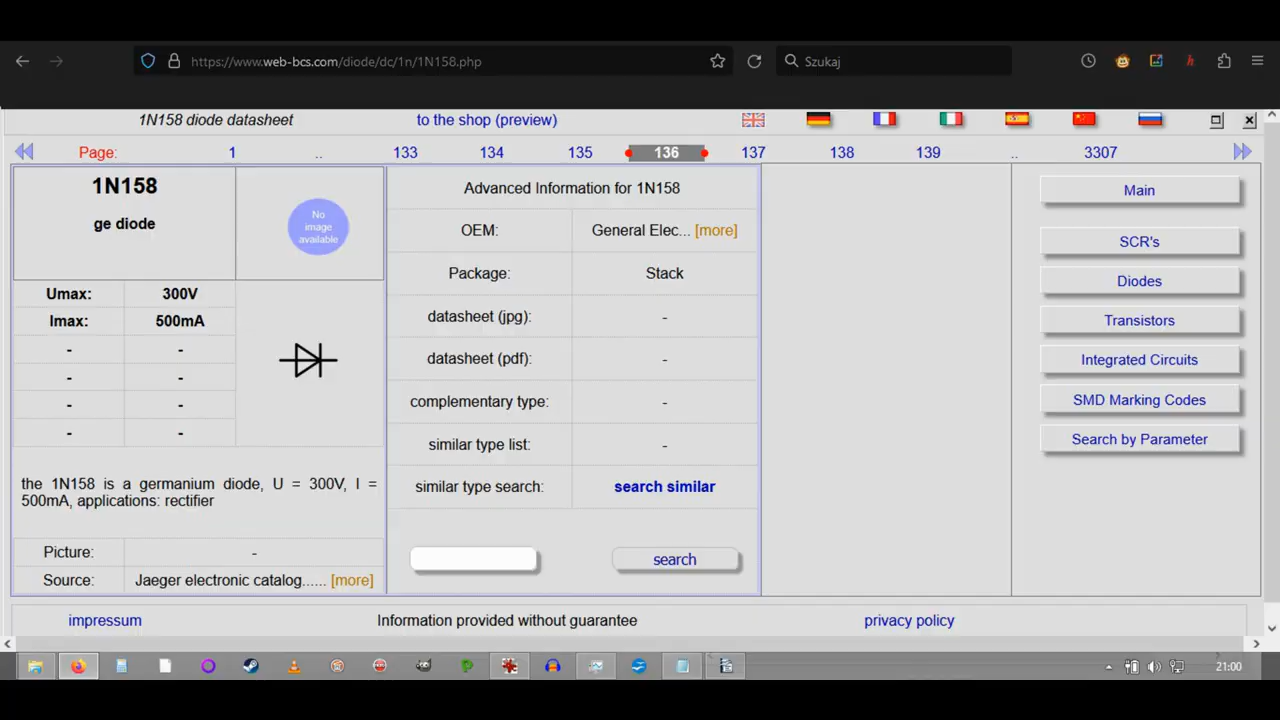 https://www.web-bcs.com/diode/dc/1n/1N158.php
Szukaj
1N158 diode datasheet
to the shop (preview)
Page:
1
..
133
134
135
136
137
138
139
..
3307
1N158
ge diode
No
image
available
Umax:
300V
Imax:
500mA
-
-
-
-
-
-
-
-
the 1N158 is a germanium diode, U = 300V, I =
500mA, applications: rectifier
Picture:
-
Source:
Jaeger electronic catalog...... [more]
Advanced Information for 1N158
OEM:
General Elec... [more]
Package:
Stack
datasheet (jpg):
-
datasheet (pdf):
-
complementary type:
-
similar type list:
-
similar type search:
search similar
search
Main
SCR's
Diodes
Transistors
Integrated Circuits
SMD Marking Codes
Search by Parameter
impressum
Information provided without guarantee
privacy policy
21:00